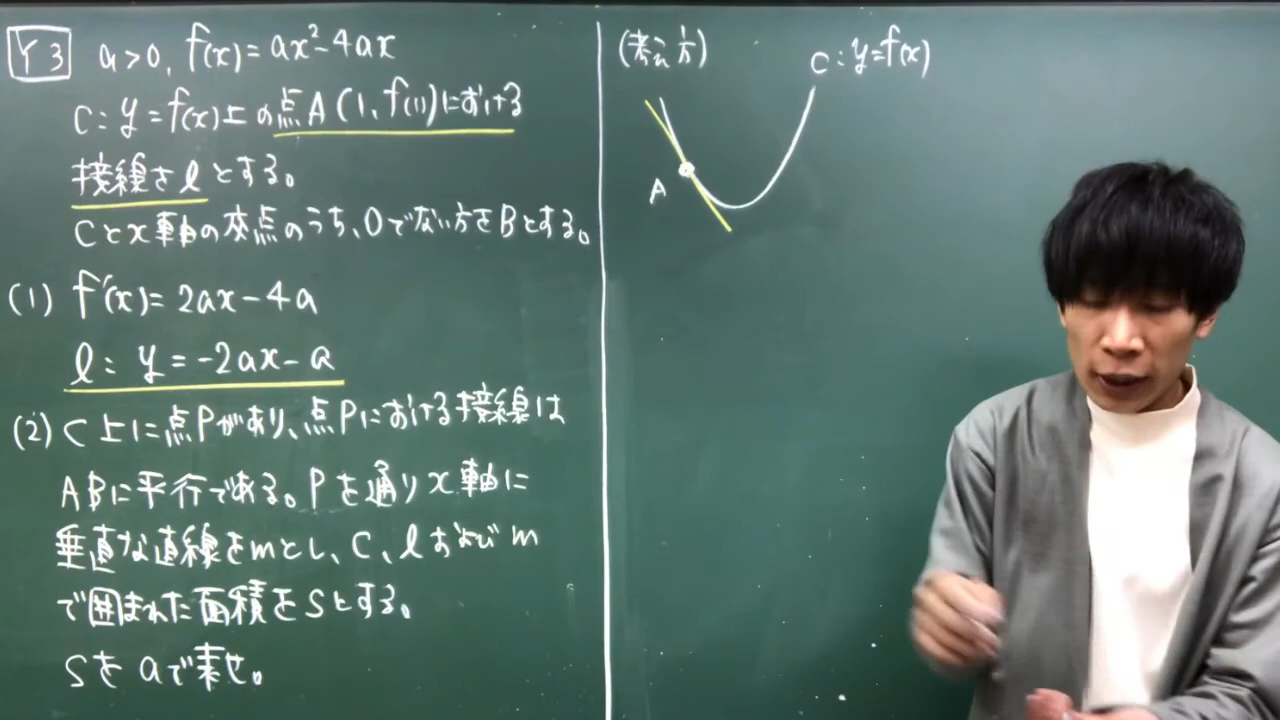 Y3 a>0, f(x)=ax²-4ax
C:y=f(x)上の点A(1,f(1))における
接線をlとする。
Cとx軸の交点のうち、Oでない方をBとする。
(1) f'(x)=2ax-4a
l: y=-2ax-a
(2) C上に点Pがあり、点Pにおける接線は
ABに平行である。Pを通りx軸に
垂直な直線をmとし、C、lおよびm
で囲まれた面積をSとする。
Sをaで表せ。
(考え方)
C:y=f(x)
A